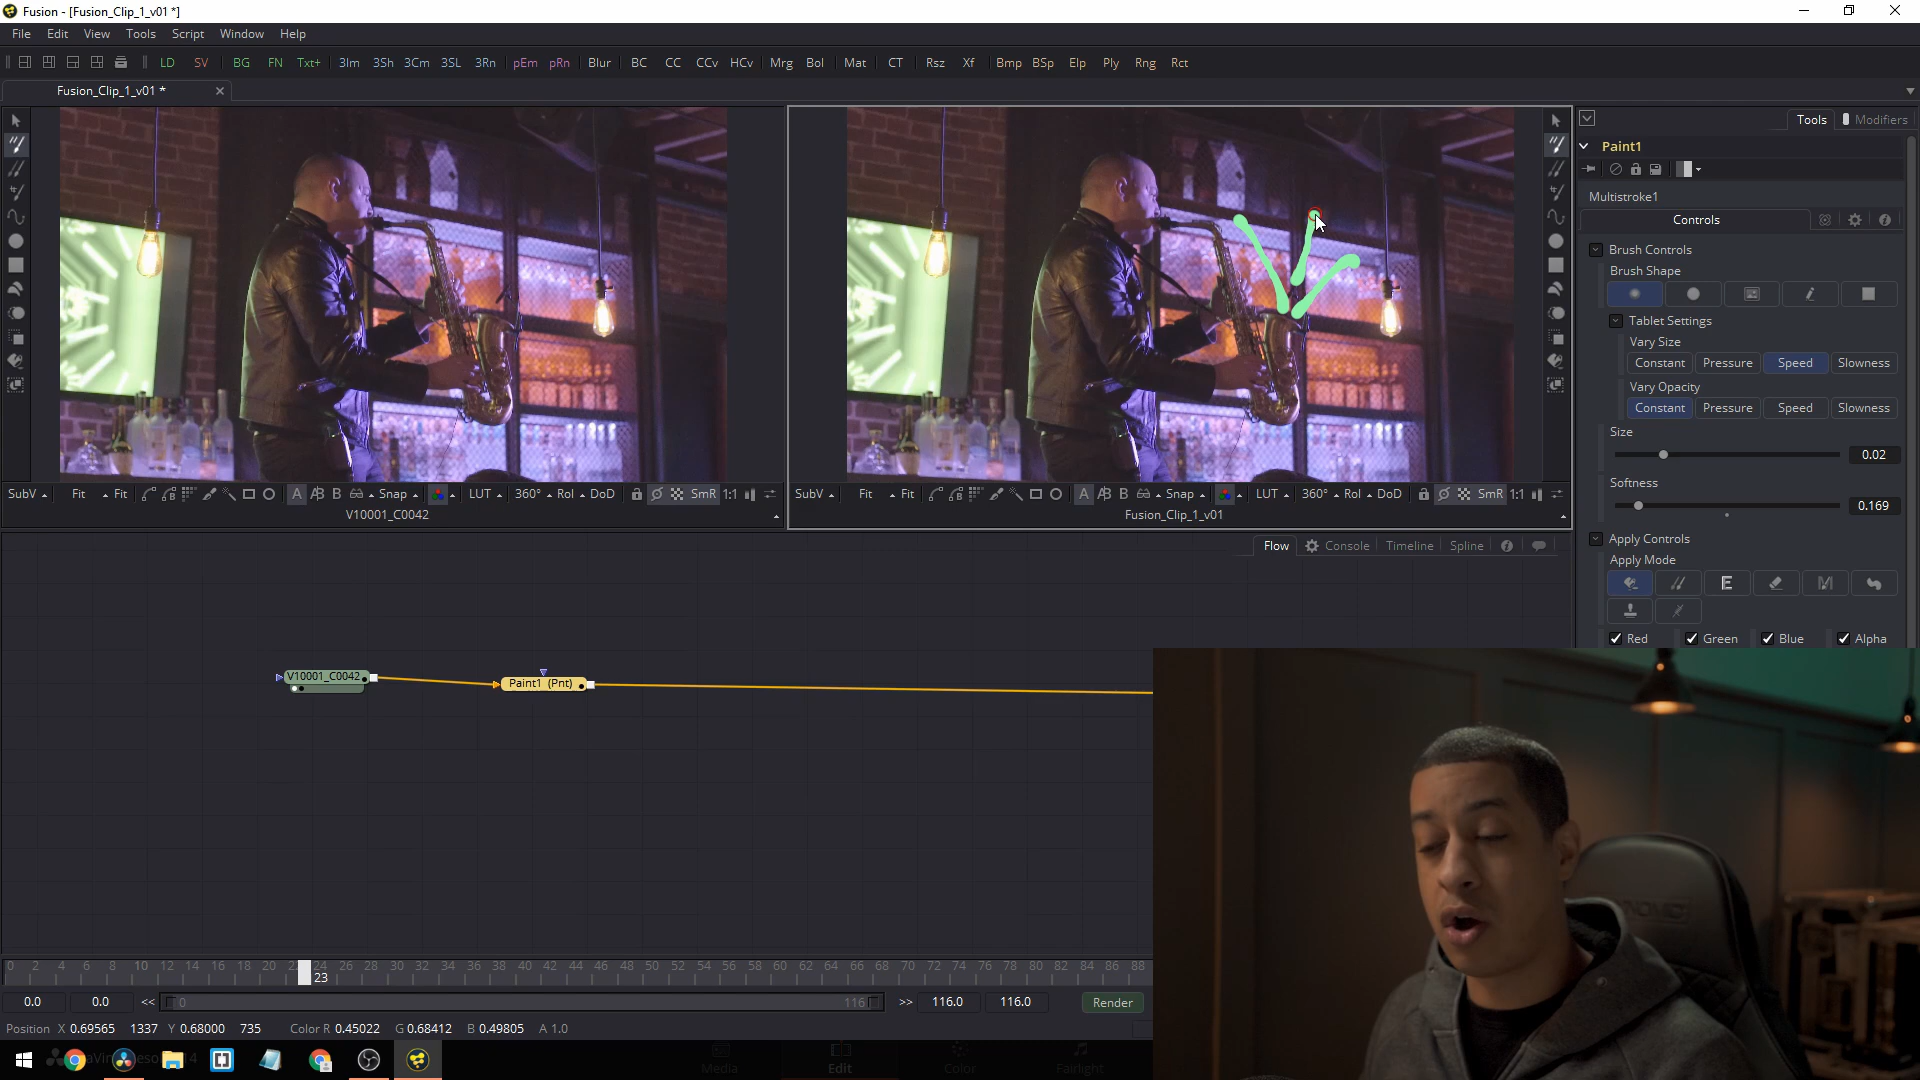 Fusion - [Fusion_Clip_1_v01 *]
File Edit View Tools Script Window Help
LD SV BG FN Txt+ 3Im 3Sh 3Cm 3SL 3Rn pEm pRn Blur BC CC CCv HCv Mrg Bol Mat CT Rsz Xf Bmp BSp Elp Ply Rng Rct
Fusion_Clip_1_v01 *
Tools Modifiers
Paint1
Multistroke1
Controls
Brush Controls
Brush Shape
Tablet Settings
Vary Size
Constant Pressure Speed Slowness
Vary Opacity
Constant Pressure Speed Slowness
Size
0.02
Softness
0.169
Apply Controls
Apply Mode
E
Red Green Blue Alpha
SubV Fit Fit A A/B B Snap LUT 360° RoI DoD SmR 1:1
V10001_C0042
SubV Fit Fit A A/B B Snap LUT 360° RoI DoD SmR 1:1
Fusion_Clip_1_v01
Flow Console Timeline Spline
V10001_C0042
Paint1 (Pnt)
0 2 4 6 8 10 12 14 16 18 20 24 26 28 30 32 34 36 38 40 42 44 46 48 50 52 54 56 58 60 62 64 66 68 70 72 74 76 78 80 82 84 86 88
23
0.0 0.0 << 0 116 >> 116.0 116.0 Render
Position X 0.69565 1337 Y 0.68000 735 Color R 0.45022 G 0.68412 B 0.49805 A 1.0
Media Edit Color Fairlight